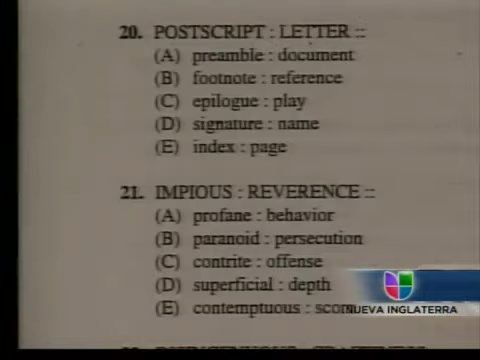 20. POSTSCRIPT : LETTER ::
(A) preamble : document
(B) footnote : reference
(C) epilogue : play
(D) signature : name
(E) index : page
21. IMPIOUS : REVERENCE ::
(A) profane : behavior
(B) paranoid : persecution
(C) contrite : offense
(D) superficial : depth
(E) contemptuous :
NUEVA INGLATERRA